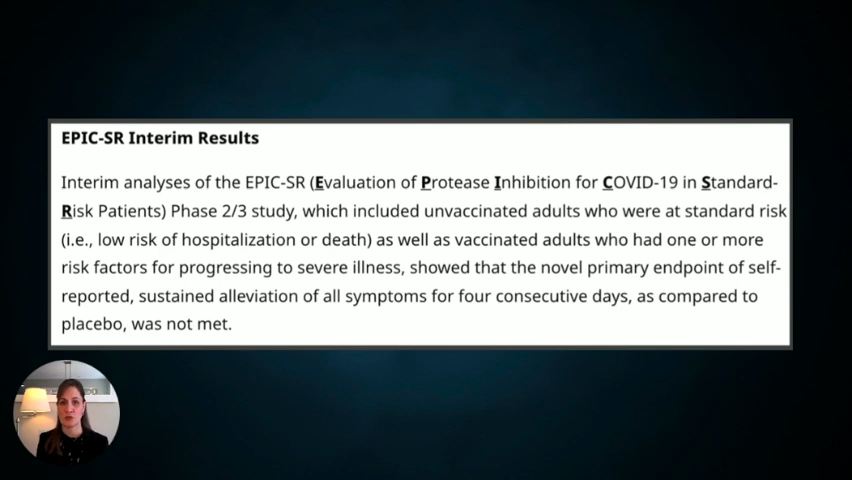 EPIC-SR Interim Results
Interim analyses of the EPIC-SR (Evaluation of Protease Inhibition for COVID-19 in Standard-
Risk Patients) Phase 2/3 study, which included unvaccinated adults who were at standard risk
(i.e., low risk of hospitalization or death) as well as vaccinated adults who had one or more
risk factors for progressing to severe illness, showed that the novel primary endpoint of self-
reported, sustained alleviation of all symptoms for four consecutive days, as compared to
placebo, was not met.